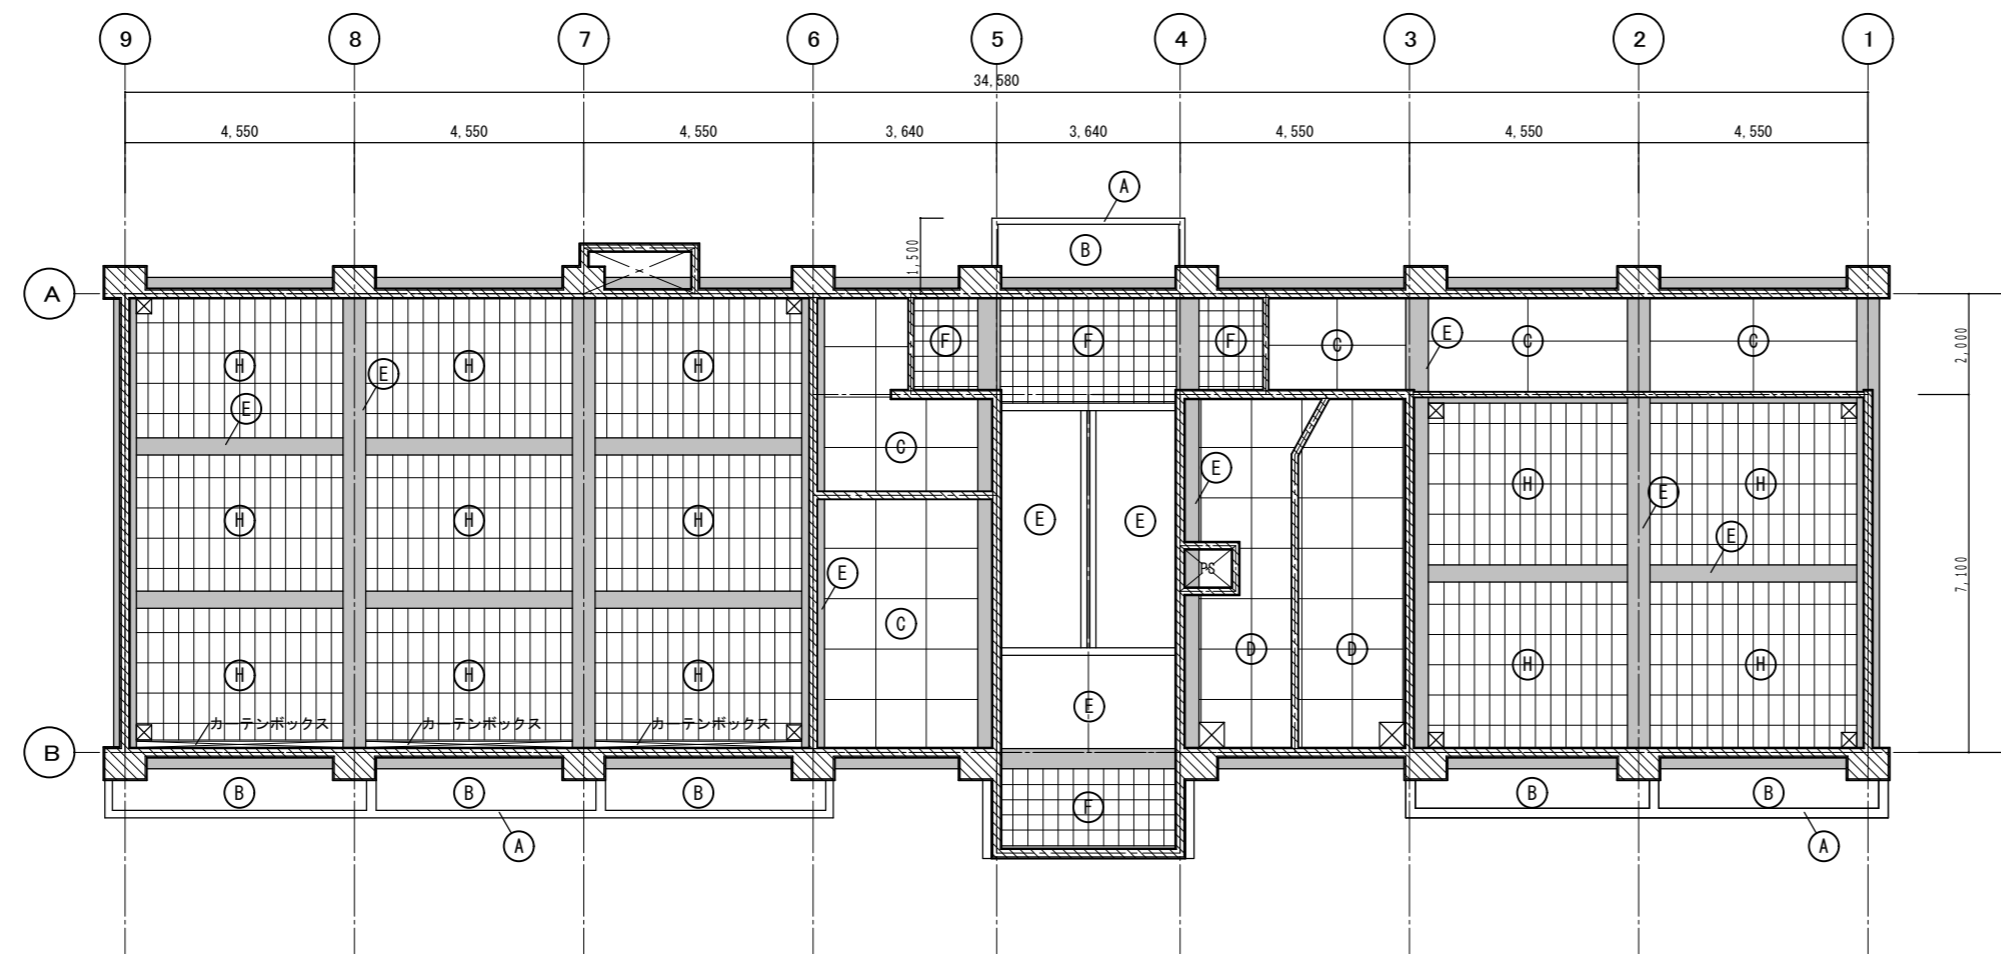 9 8 7 6 5 4 3 2 1
34,580
4,550 4,550 4,550 3,640 3,640 4,550 4,550 4,550
A
1,500 B
A
F F F C E C C 2,000
H E H H
E
C
E H H
H H H E E E E
PS
E 7,100
E C
D D H H
H H H
E
カーテンボックス カーテンボックス カーテンボックス
B
B B B B B
F
A A